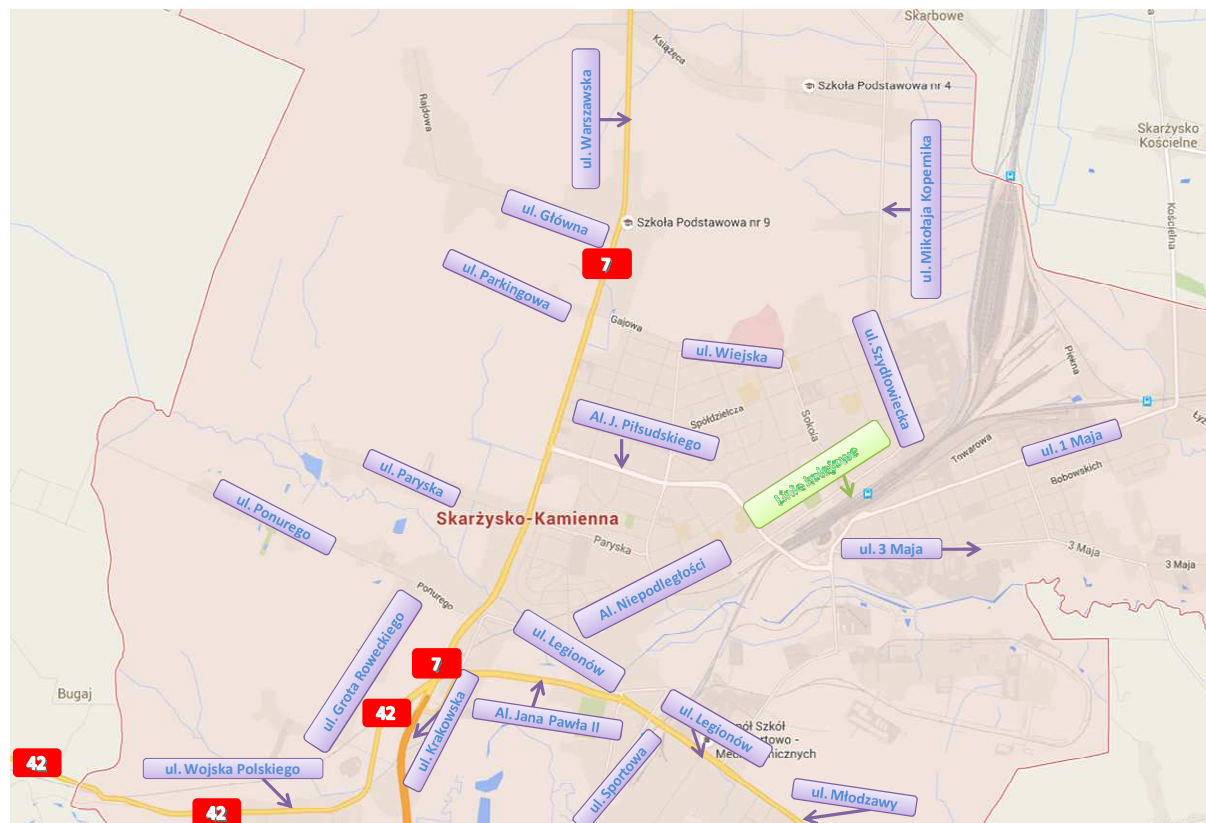 Skarbowe
Książęca
Szkoła Podstawowa nr 4
ul. Warszawska
Rajdowa
Skarżysko
Kościelne
ul. Mikołaja Kopernika
ul. Główna
Szkoła Podstawowa nr 9
Kościelna
7
ul. Parkingowa
Gajowa
ul. Wiejska
ul. Szydłowiecka
Piękna
Al. J. Piłsudskiego
Spółdzielcza
Sokola
Towarowa
ul. 1 Maja
Bobowskich
Linie kolejowe
ul. Paryska
ul. Ponurego
Skarżysko-Kamienna
Paryska
ul. 3 Maja
3 Maja
3 Maja
Al. Niepodległości
Ponurego
ul. Grota Roweckiego
ul. Legionów
7
Bugaj
42
ul. Krakowska
Al. Jana Pawła II
ul. Legionów
Szkół
42
ul. Wojska Polskiego
ul. Sportowa
ul. Młodzawy
42